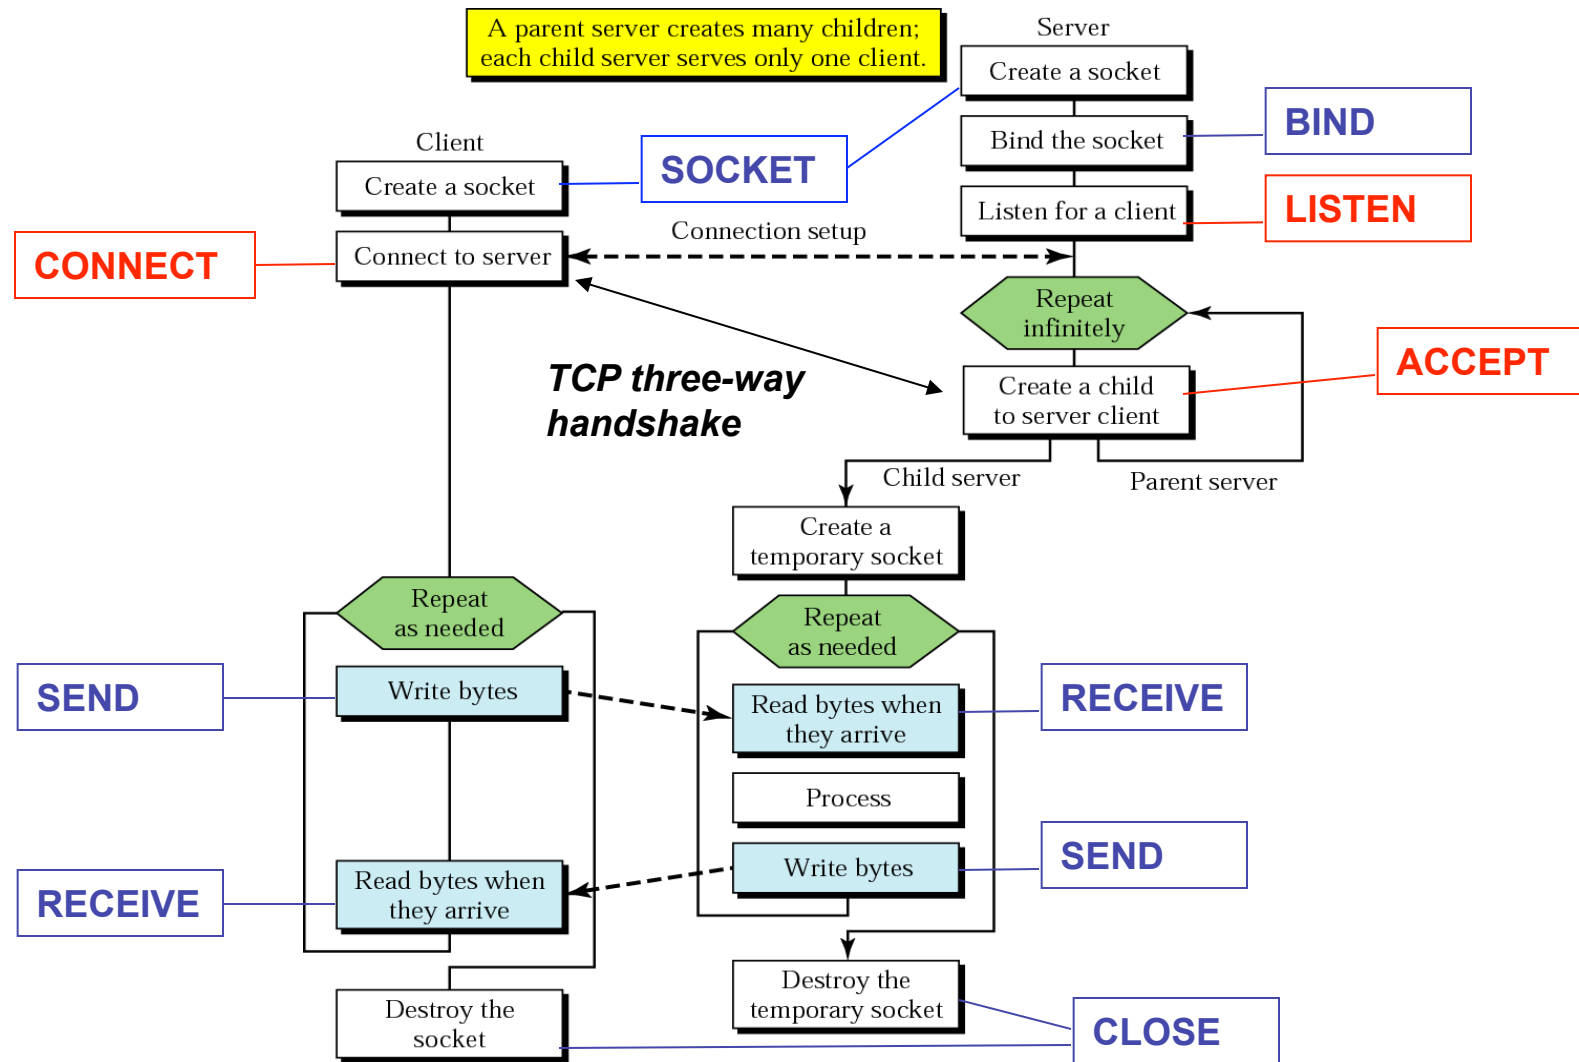 A parent server creates many children;
each child server serves only one client.
Server
Create a socket
BIND
Bind the socket
Client
SOCKET
Create a socket
LISTEN
Listen for a client
Connection setup
CONNECT
Connect to server
Repeat
infinitely
TCP three-way
handshake
ACCEPT
Create a child
to server client
Child server
Parent server
Create a
temporary socket
Repeat
as needed
Repeat
as needed
SEND
Write bytes
Read bytes when
they arrive
RECEIVE
Process
SEND
Write bytes
RECEIVE
Read bytes when
they arrive
Destroy the
temporary socket
Destroy the
socket
CLOSE